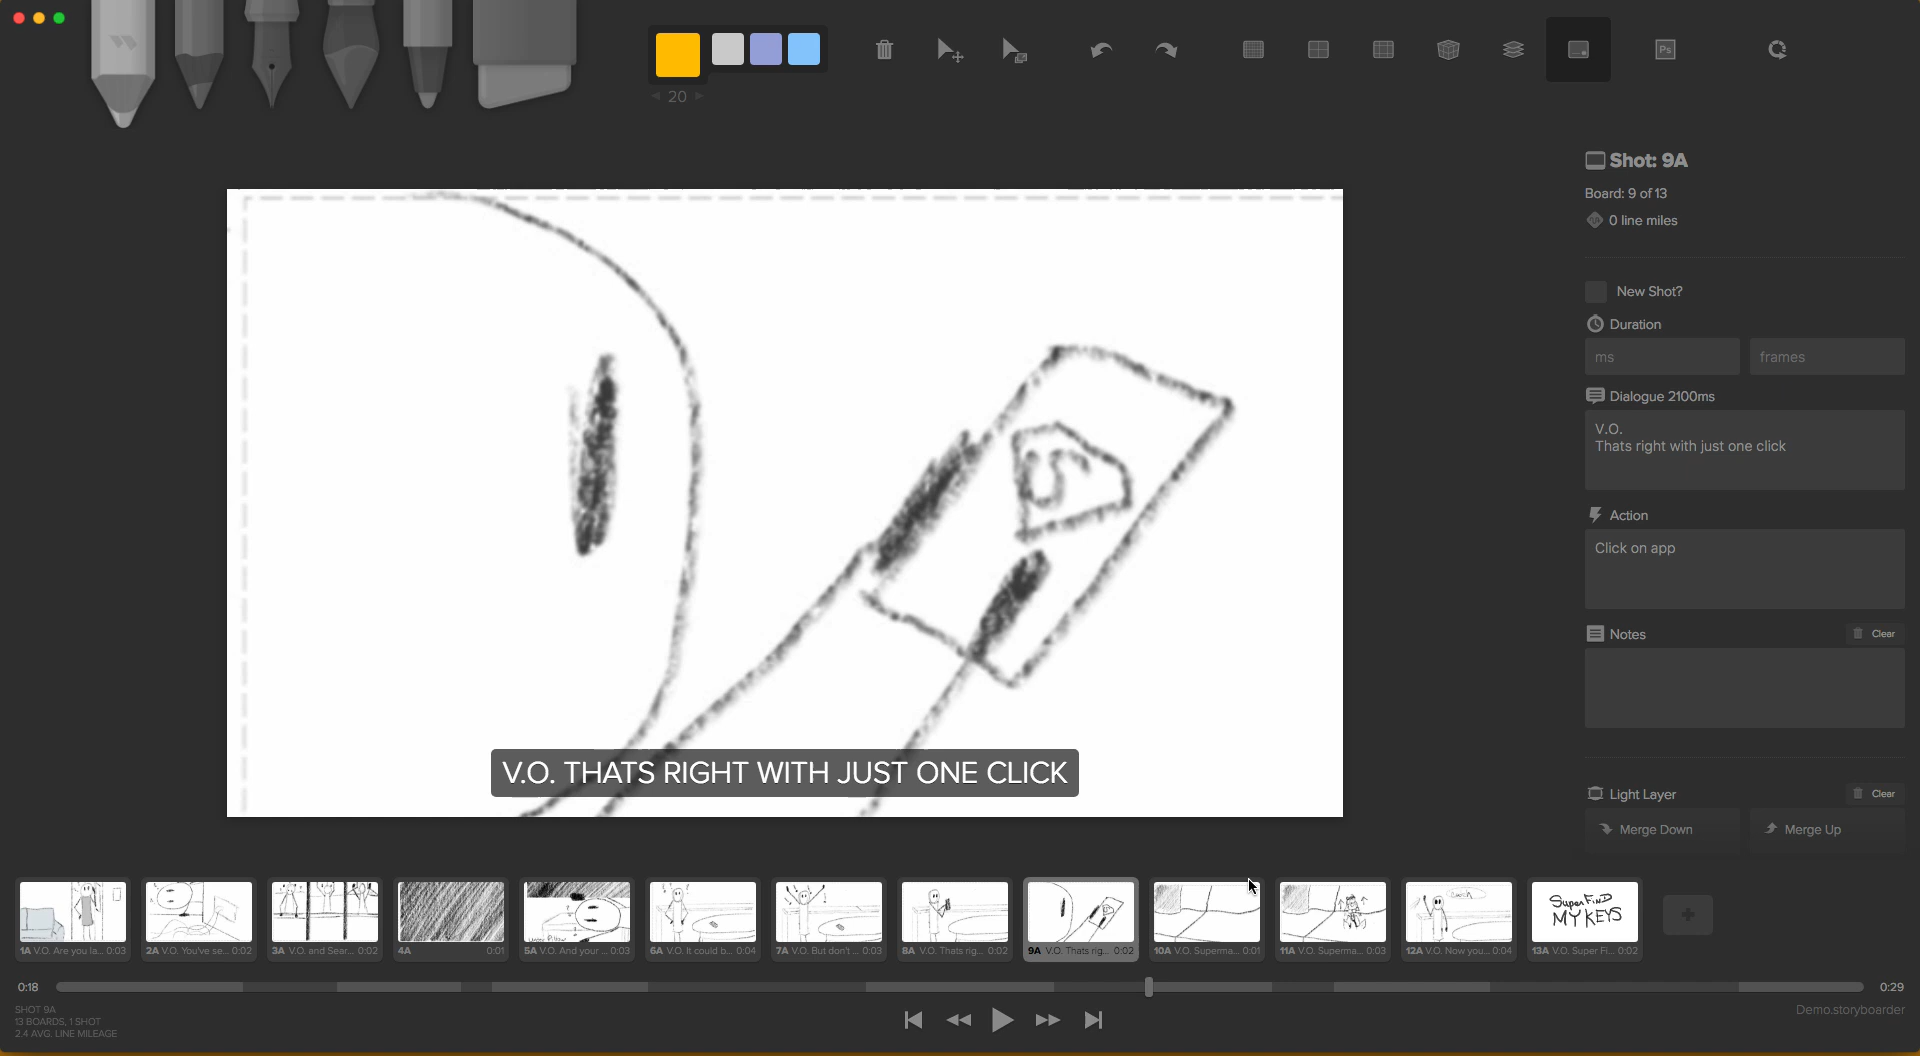 20
Ps
Shot: 9A
Board: 9 of 13
0 line miles
New Shot?
Duration
ms
frames
Dialogue 2100ms
V.O.
Thats right with just one click
Action
Click on app
Notes
Clear
Light Layer
Clear
Merge Down
Merge Up
S
V.O. THATS RIGHT WITH JUST ONE CLICK
Super FIND
MY KEYS
1A V.O. Are you la... 0:03
2A V.O. You've se... 0:02
3A V.O. and Sear... 0:02
4A 0:01
5A V.O. And your ... 0:03
6A V.O. It could b... 0:04
7A V.O. But don't ... 0:03
8A V.O. Thats rig... 0:02
9A V.O. Thats rig... 0:02
10A V.O. Superma... 0:01
11A V.O. Superma... 0:03
12A V.O. Now you... 0:04
13A V.O. Super Fi... 0:02
0:18
0:29
SHOT 9A
13 BOARDS, 1 SHOT
2.4 AVG. LINE MILEAGE
Demo.storyboarder